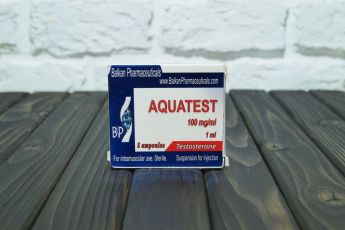 Balkan Pharmaceuticals
www.BalkanPharmaceuticals.com
AQUATEST
100 mg/ml
1 ml
BP
5 ampoules
Testosterone
For intramuscular use. Sterile.
Suspension for injection